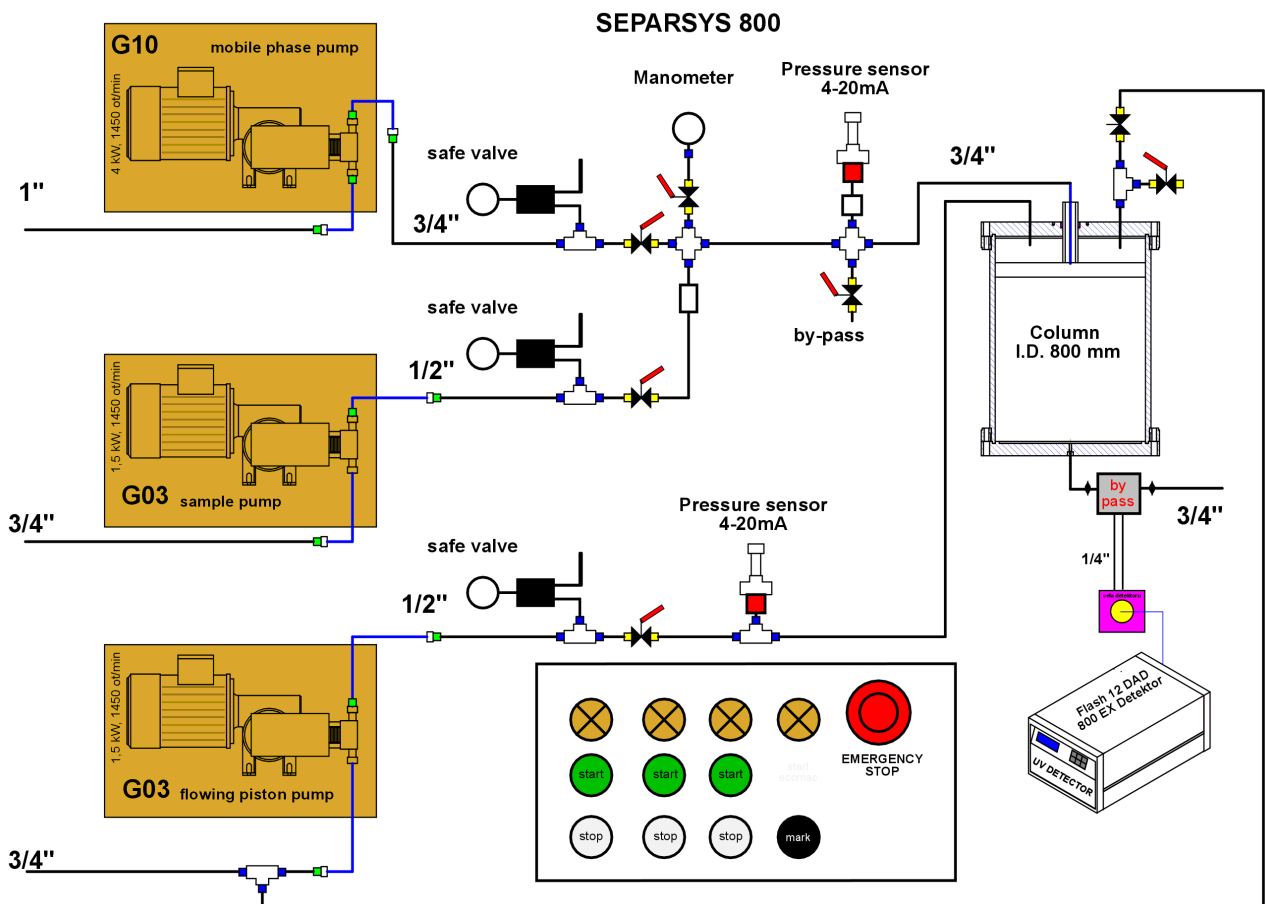 SEPARSYS 800
G10 mobile phase pump
4 kW, 1450 ot/min
1"
Manometer
Pressure sensor
4-20mA
safe valve
3/4"
3/4"
safe valve
by-pass
1/2"
Column
I.D. 800 mm
1,5 kW, 1450 ot/min
G03 sample pump
3/4"
by
pass
3/4"
Pressure sensor
4-20mA
safe valve
1/2"
1/4"
cela detektoru
1,5 kW, 1450 ot/min
G03 flowing piston pump
3/4"
EMERGENCY
STOP
start start start start
ecomac
stop stop stop mark
Flash 12 DAD
800 EX Detektor
UV DETECTOR